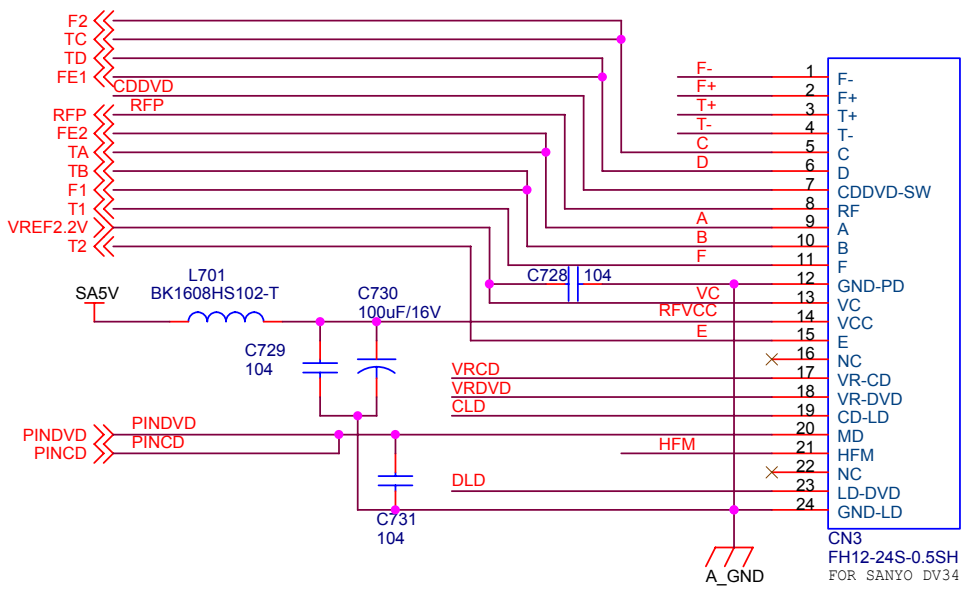 F2
TC
TD
FE1
CDDVD
RFP
RFP
FE2
TA
TB
F1
T1
VREF2.2V
T2
SA5V
L701
BK1608HS102-T
C730
100uF/16V
C729
104
C728
104
PINDVD
PINCD
PINDVD
PINCD
C731
104
F-
F+
T+
T-
C
D
A
B
F
VC
RFVCC
E
VRCD
VRDVD
CLD
HFM
DLD
1 F-
2 F+
3 T+
4 T-
5 C
6 D
7 CDDVD-SW
8 RF
9 A
10 B
11 F
12 GND-PD
13 VC
14 VCC
15 E
16 NC
17 VR-CD
18 VR-DVD
19 CD-LD
20 MD
21 HFM
22 NC
23 LD-DVD
24 GND-LD
A_GND
CN3
FH12-24S-0.5SH
FOR SANYO DV34